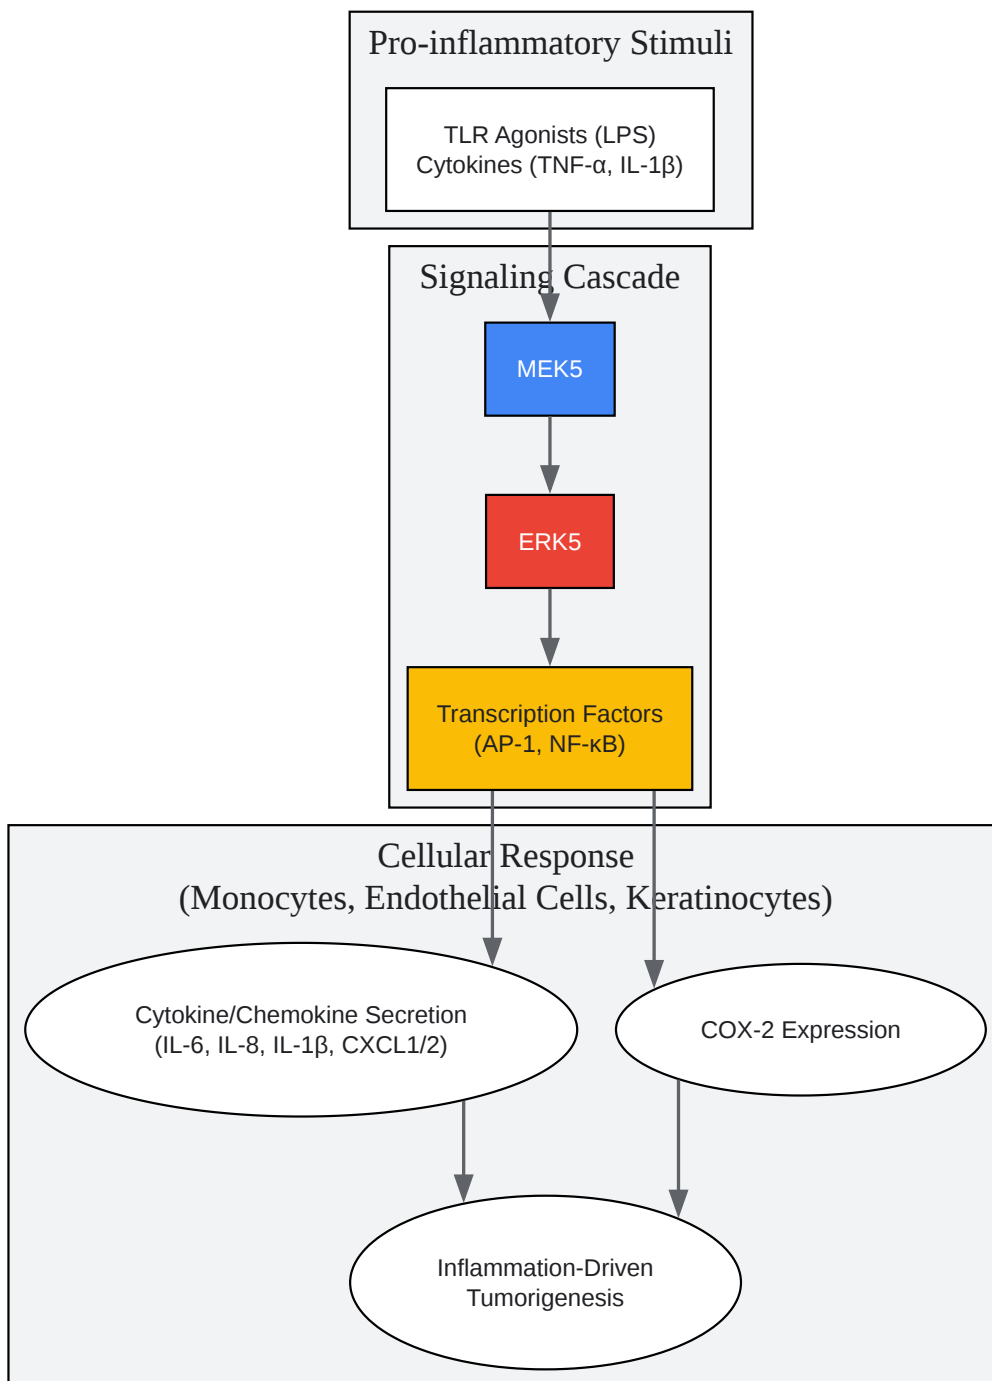 Pro-inflammatory Stimuli
TLR Agonists (LPS)
Cytokines (TNF-α, IL-1β)
Signaling Cascade
MEK5
ERK5
Transcription Factors
(AP-1, NF-κB)
Cellular Response
(Monocytes, Endothelial Cells, Keratinocytes)
Cytokine/Chemokine Secretion
(IL-6, IL-8, IL-1β, CXCL1/2)
COX-2 Expression
Inflammation-Driven
Tumorigenesis